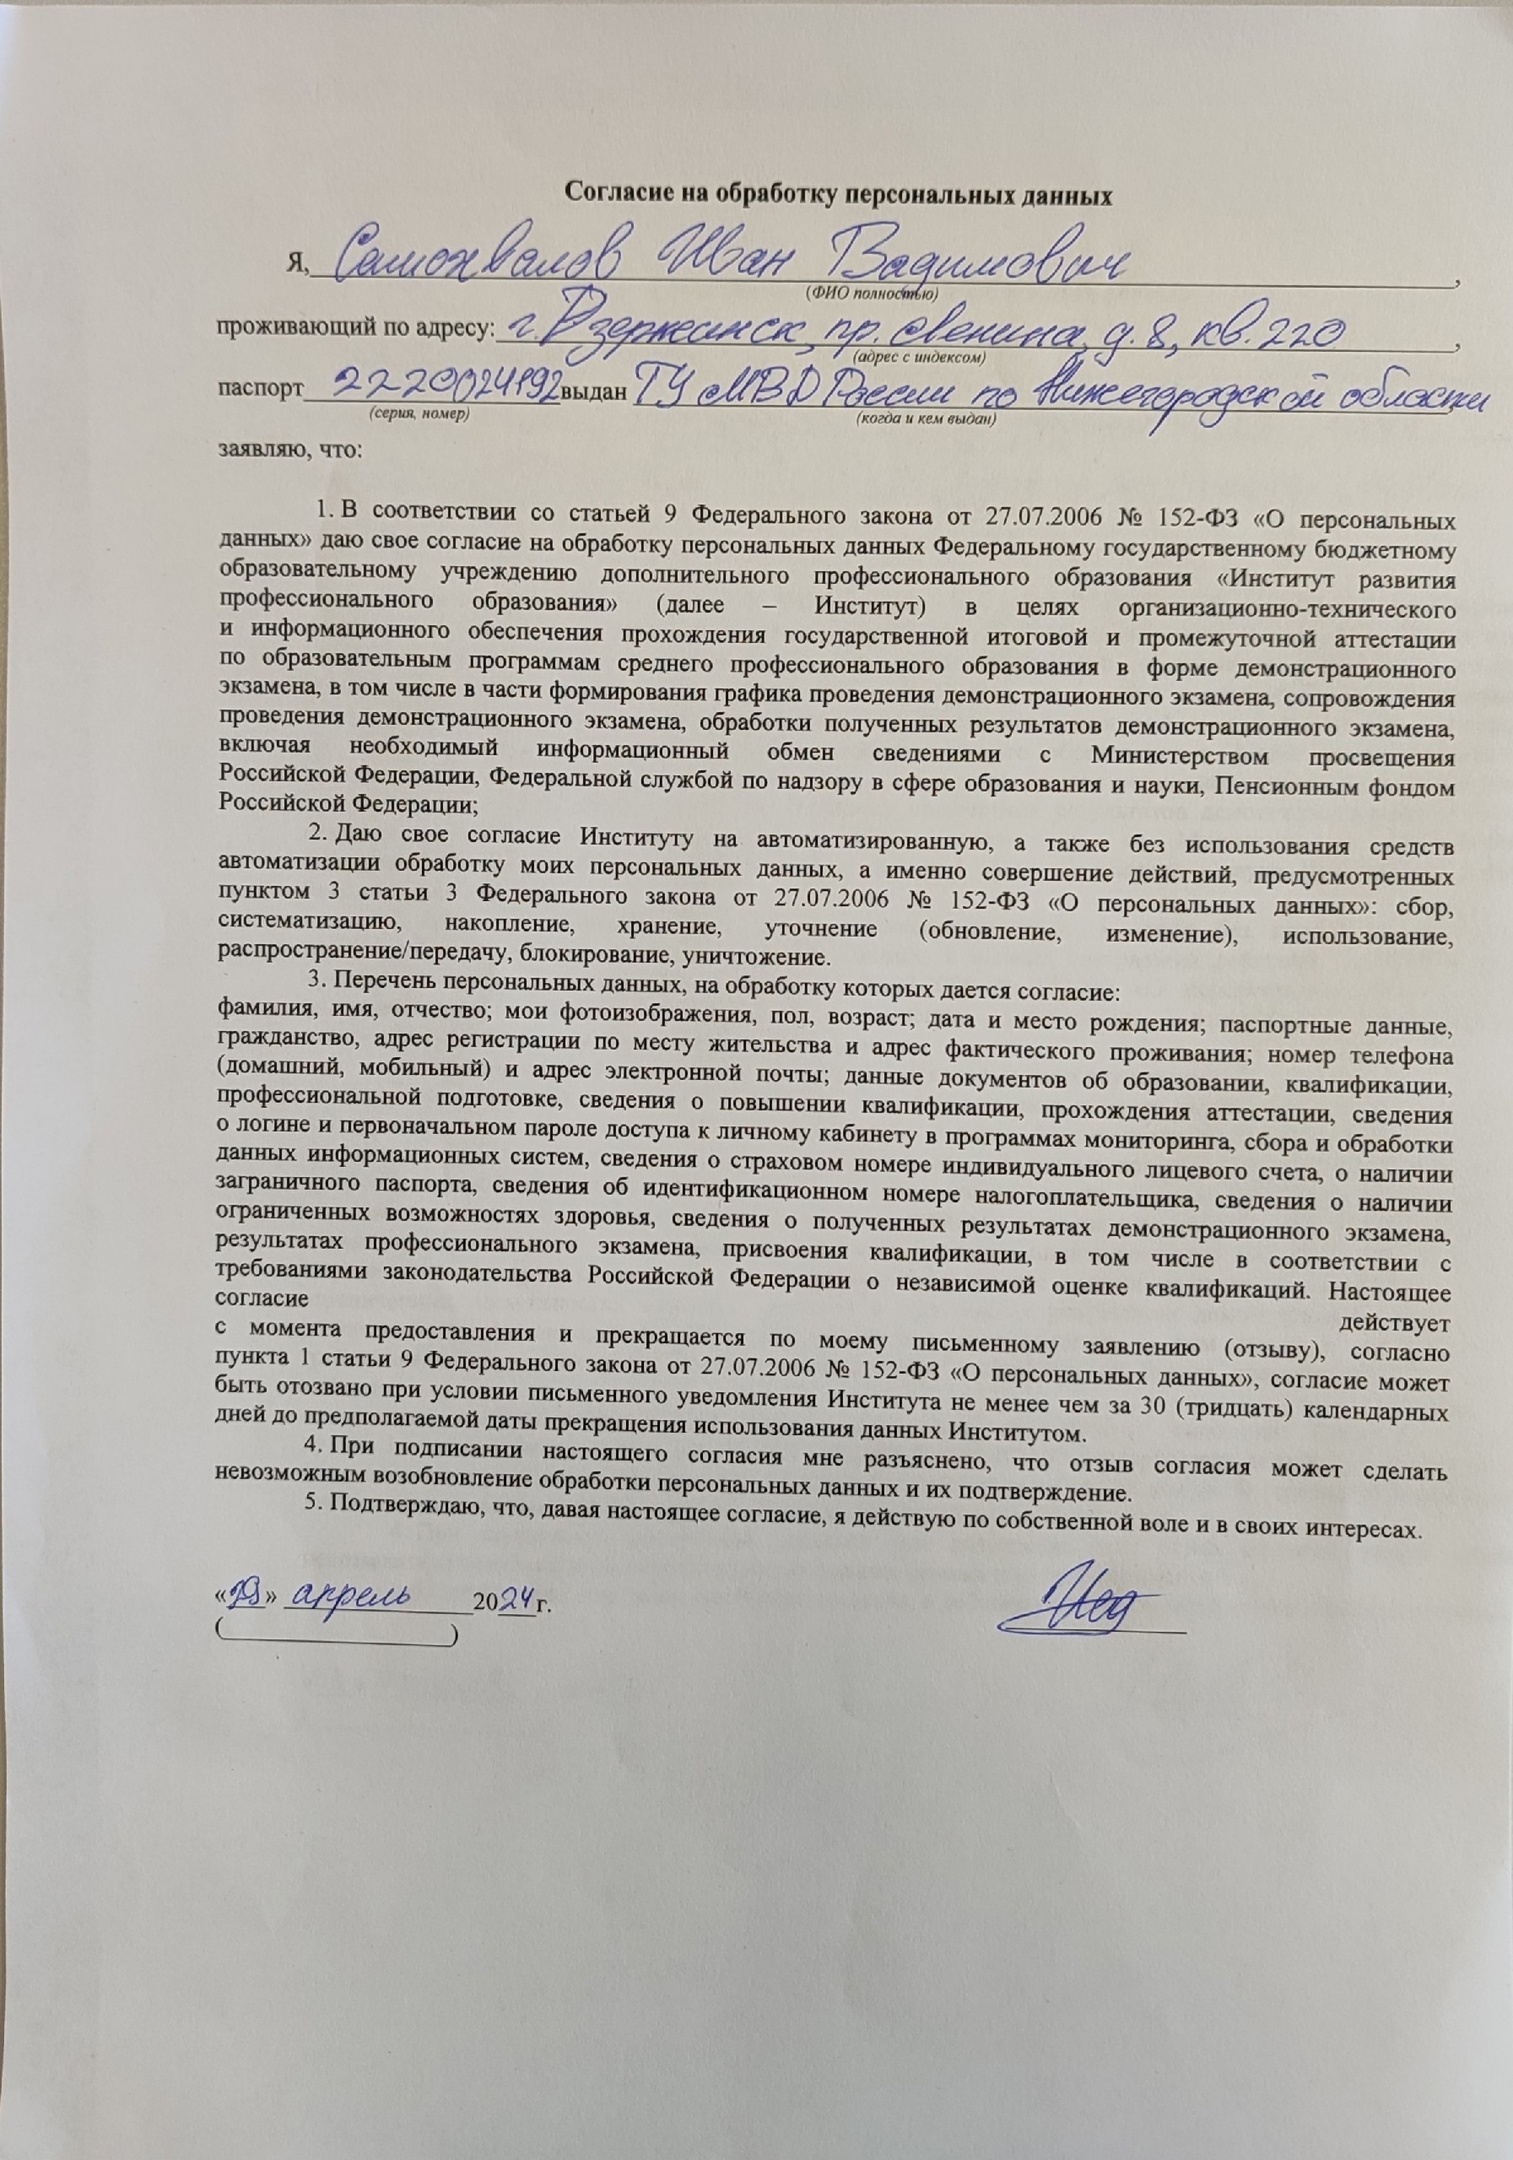 Согласие на обработку персональных данных
Я, Самохвалов Иван Вадимович,
(ФИО полностью)
проживающий по адресу: г. Дзержинск, пр. Ленина, д. 8, кв. 220,
(адрес с индексом)
паспорт 2220024192 выдан ГУ МВД России по Нижегородской области,
(серия, номер) (когда и кем выдан)
заявляю, что:
1. В соответствии со статьей 9 Федерального закона от 27.07.2006 № 152-ФЗ «О персональных
данных» даю свое согласие на обработку персональных данных Федеральному государственному бюджетному
образовательному учреждению дополнительного профессионального образования «Институт развития
профессионального образования» (далее – Институт) в целях организационно-технического
и информационного обеспечения прохождения государственной итоговой и промежуточной аттестации
по образовательным программам среднего профессионального образования в форме демонстрационного
экзамена, в том числе в части формирования графика проведения демонстрационного экзамена, сопровождения
проведения демонстрационного экзамена, обработки полученных результатов демонстрационного экзамена,
включая необходимый информационный обмен сведениями с Министерством просвещения
Российской Федерации, Федеральной службой по надзору в сфере образования и науки, Пенсионным фондом
Российской Федерации;
2. Даю свое согласие Институту на автоматизированную, а также без использования средств
автоматизации обработку моих персональных данных, а именно совершение действий, предусмотренных
пунктом 3 статьи 3 Федерального закона от 27.07.2006 № 152-ФЗ «О персональных данных»: сбор,
систематизацию, накопление, хранение, уточнение (обновление, изменение), использование,
распространение/передачу, блокирование, уничтожение.
3. Перечень персональных данных, на обработку которых дается согласие:
фамилия, имя, отчество; мои фотоизображения, пол, возраст; дата и место рождения; паспортные данные,
гражданство, адрес регистрации по месту жительства и адрес фактического проживания; номер телефона
(домашний, мобильный) и адрес электронной почты; данные документов об образовании, квалификации,
профессиональной подготовке, сведения о повышении квалификации, прохождения аттестации, сведения
о логине и первоначальном пароле доступа к личному кабинету в программах мониторинга, сбора и обработки
данных информационных систем, сведения о страховом номере индивидуального лицевого счета, о наличии
заграничного паспорта, сведения об идентификационном номере налогоплательщика, сведения о наличии
ограниченных возможностях здоровья, сведения о полученных результатах демонстрационного экзамена,
результатах профессионального экзамена, присвоения квалификации, в том числе в соответствии с
требованиями законодательства Российской Федерации о независимой оценке квалификаций. Настоящее
согласие действует
с момента предоставления и прекращается по моему письменному заявлению (отзыву), согласно
пункта 1 статьи 9 Федерального закона от 27.07.2006 № 152-ФЗ «О персональных данных», согласие может
быть отозвано при условии письменного уведомления Института не менее чем за 30 (тридцать) календарных
дней до предполагаемой даты прекращения использования данных Институтом.
4. При подписании настоящего согласия мне разъяснено, что отзыв согласия может сделать
невозможным возобновление обработки персональных данных и их подтверждение.
5. Подтверждаю, что, давая настоящее согласие, я действую по собственной воле и в своих интересах.
« » апрель 2024 г.
( )